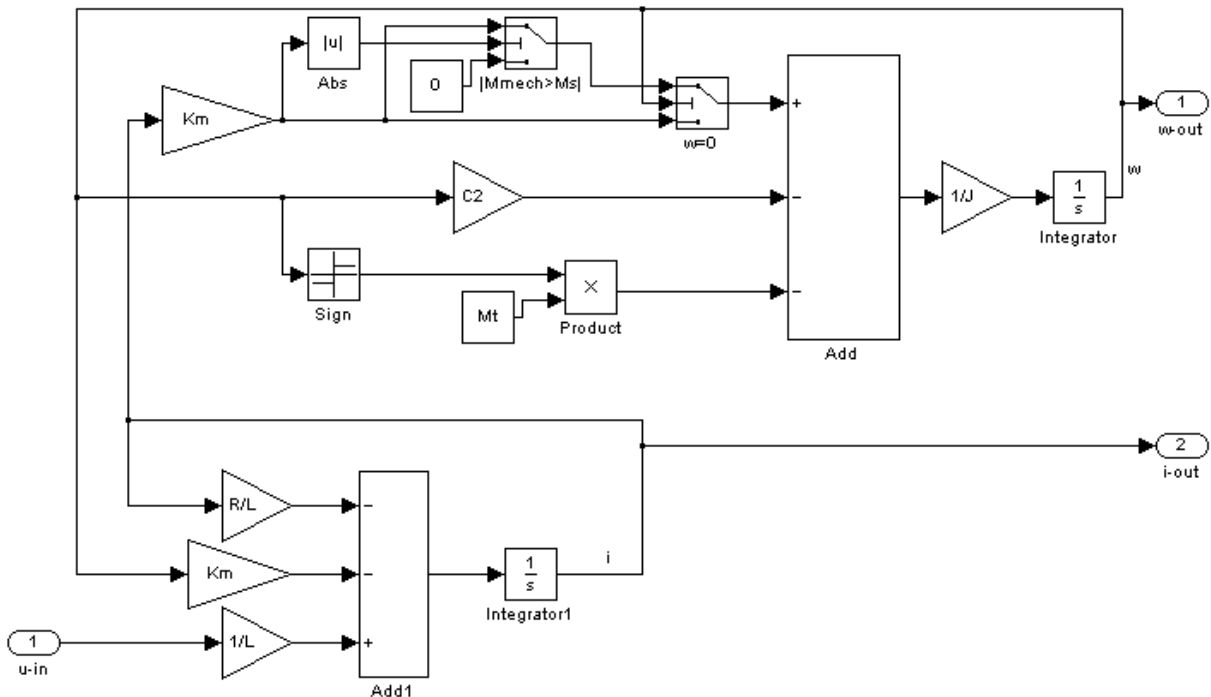 |u|
Abs
0
|Mmech>Ms|
Km
w=0
+
1
w-out
w
C2
−
1/J
1
s
Integrator
Sign
Mt
×
Product
−
Add
2
i-out
R/L
−
Km
−
1
s
i
Integrator1
1
u-in
1/L
+
Add1